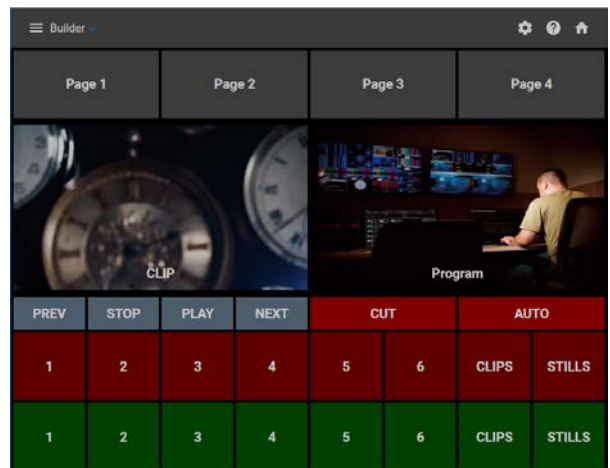 Builder
Page 1 Page 2 Page 3 Page 4
CLIP Program
PREV STOP PLAY NEXT CUT AUTO
1 2 3 4 5 6 CLIPS STILLS
1 2 3 4 5 6 CLIPS STILLS